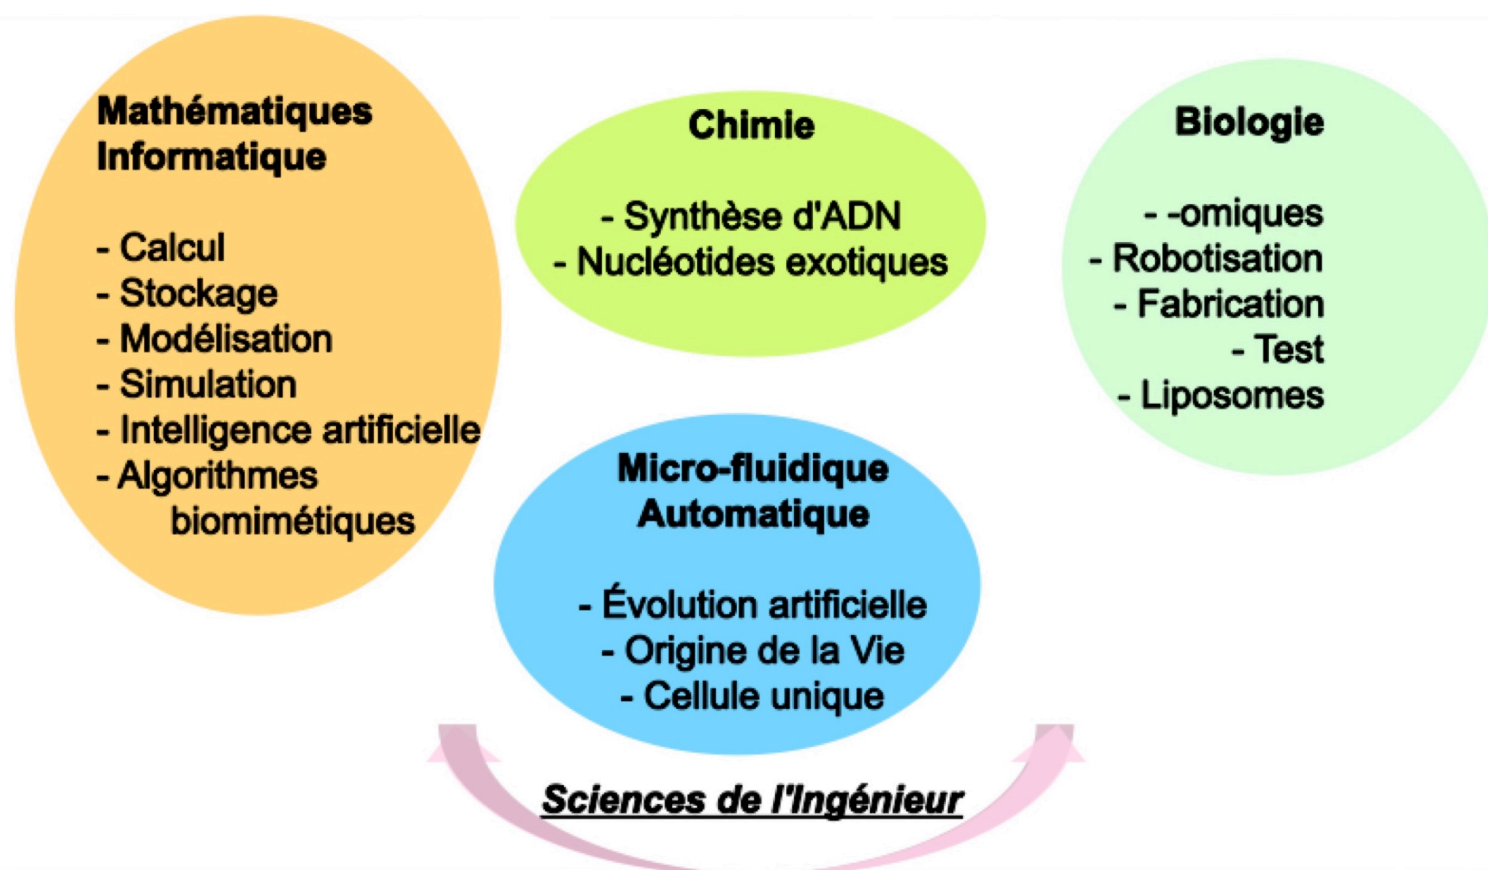 Mathématiques
Informatique
- Calcul
- Stockage
- Modélisation
- Simulation
- Intelligence artificielle
- Algorithmes
biomimétiques
Chimie
- Synthèse d'ADN
- Nucléotides exotiques
Biologie
- -omiques
- Robotisation
- Fabrication
- Test
- Liposomes
Micro-fluidique
Automatique
- Évolution artificielle
- Origine de la Vie
- Cellule unique
Sciences de l'Ingénieur